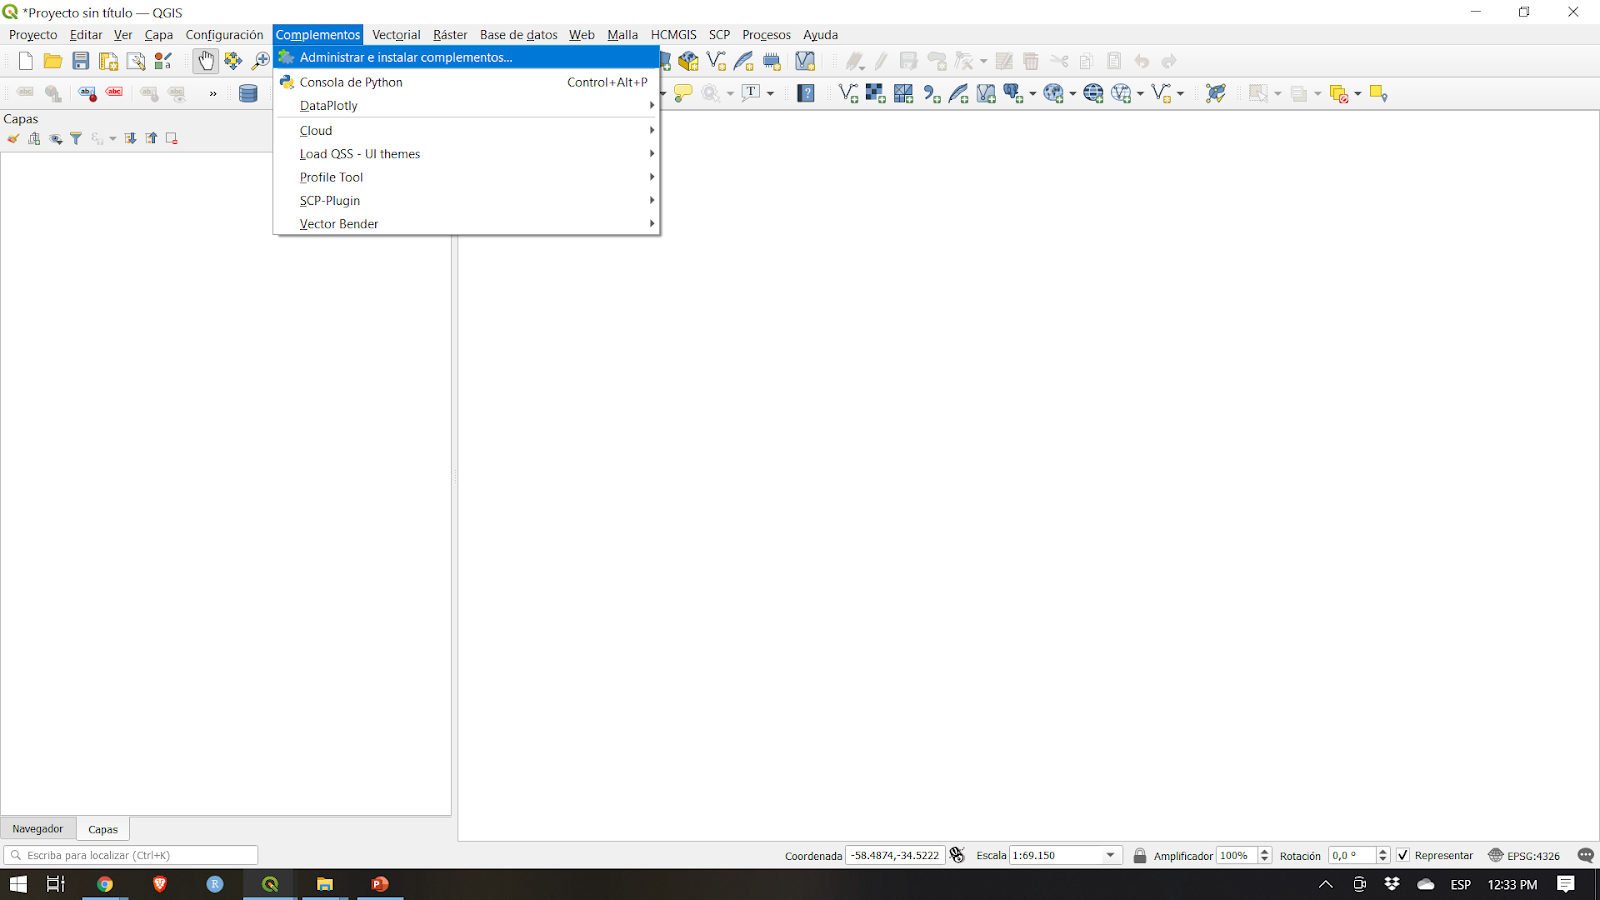 *Proyecto sin título — QGIS
Proyecto Editar Ver Capa Configuración Complementos Vectorial Ráster Base de datos Web Malla HCMGIS SCP Procesos Ayuda
Administrar e instalar complementos...
Consola de Python Control+Alt+P
DataPlotly
Cloud
Load QSS - UI themes
Profile Tool
SCP-Plugin
Vector Bender
abc ab abc
»
T
?
Capas
Navegador Capas
Escriba para localizar (Ctrl+K)
Coordenada -58.4874,-34.5222 Escala 1:69.150 Amplificador 100% Rotación 0,0 ° Representar EPSG:4326
R P ESP 12:33 PM